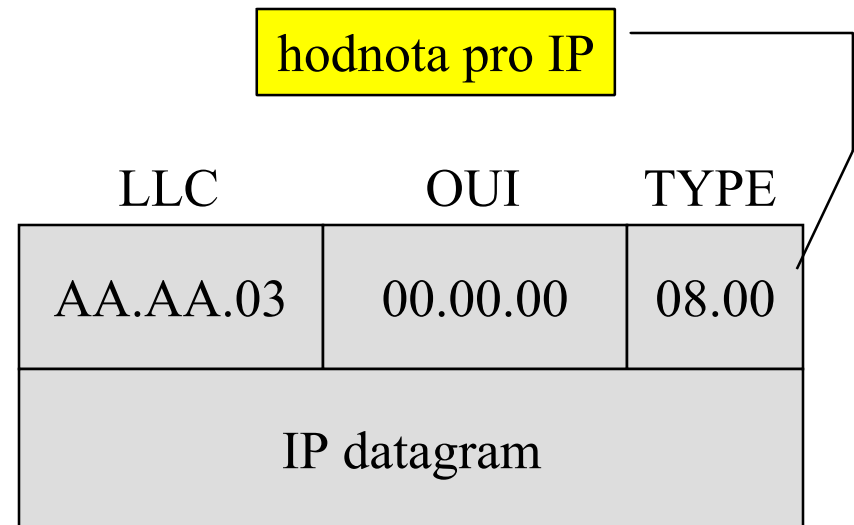 hodnota pro IP
LLC OUI TYPE
AA.AA.03 00.00.00 08.00
IP datagram